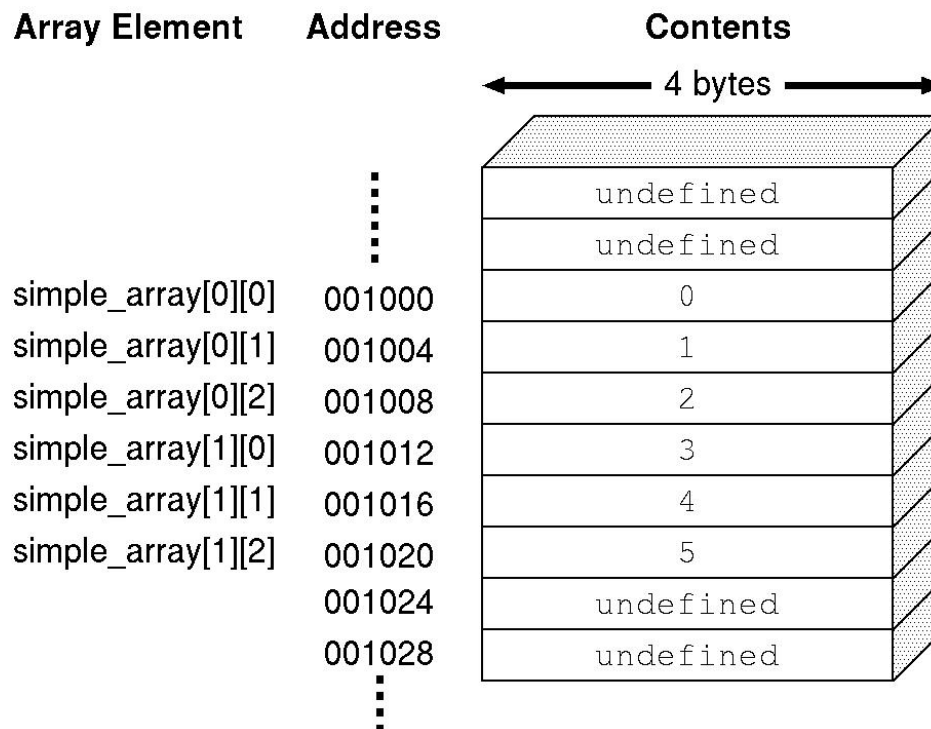 Array Element Address Contents
4 bytes
undefined
undefined
simple_array[0][0] 001000 0
simple_array[0][1] 001004 1
simple_array[0][2] 001008 2
simple_array[1][0] 001012 3
simple_array[1][1] 001016 4
simple_array[1][2] 001020 5
001024 undefined
001028 undefined